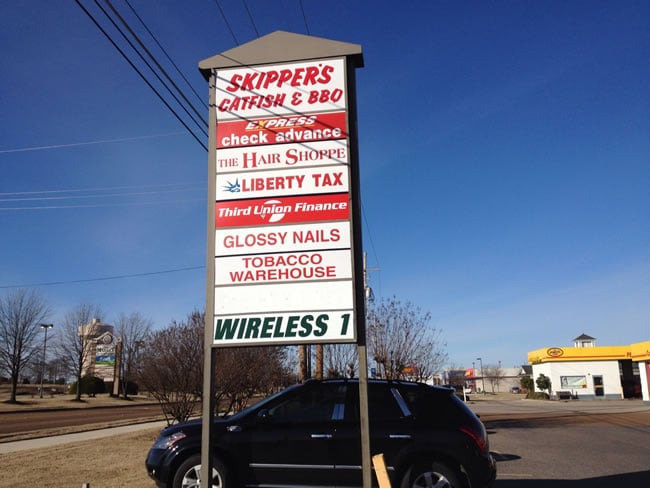 SKIPPER'S
CATFISH & BBQ
EXPRESS
check advance
THE HAIR SHOPPE
LIBERTY TAX
Third Union Finance
GLOSSY NAILS
TOBACCO
WAREHOUSE
WIRELESS 1